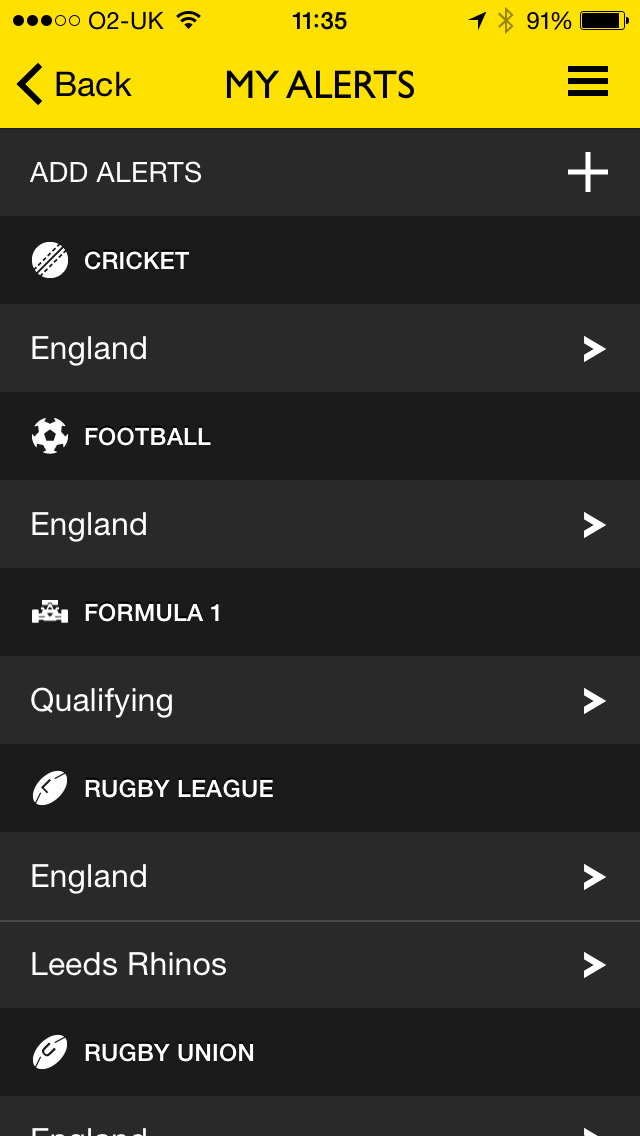 O2-UK 11:35 91%
Back MY ALERTS
ADD ALERTS
CRICKET
England
FOOTBALL
England
FORMULA 1
Qualifying
RUGBY LEAGUE
England
Leeds Rhinos
RUGBY UNION
England